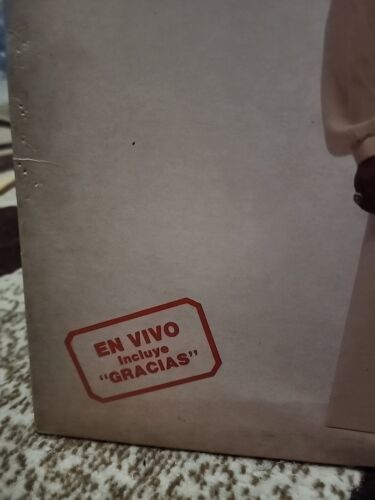 EN VIVO
Incluye
"GRACIAS"